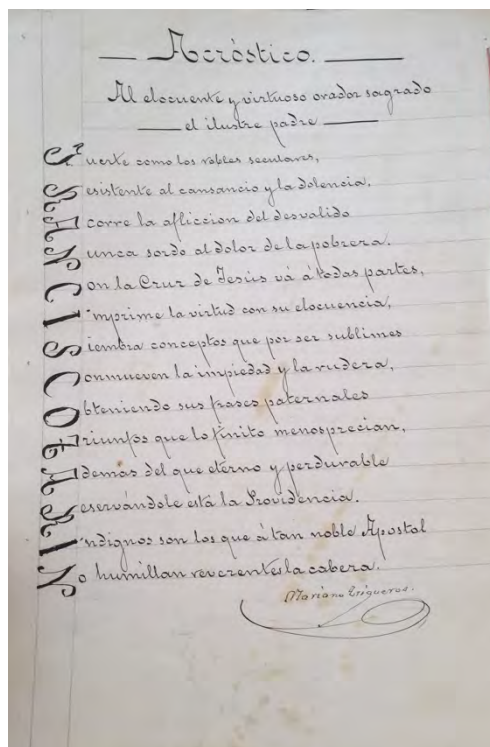 Acróstico.
Al elocuente y virtuoso orador sagrado
el ilustre padre
Fuerte como los robles seculares,
Resistente al cansancio y la dolencia,
Acorre la afliccion del desvalido
Nunca sordo al dolor de la pobreza.
Con la Cruz de Jesús vá á todas partes,
Imprime la virtud con su elocuencia,
Siembra conceptos que por ser sublimes
Conmueven la impiedad y la rudeza,
Obteniendo sus frases paternales
Triunfos que lo finito menosprecian,
Ademas del que eterno y perdurable
Reservándole está la Providencia.
Indignos son los que á tan noble Apostol
No humillan reverentes la cabeza.
Mariano Trigueros.